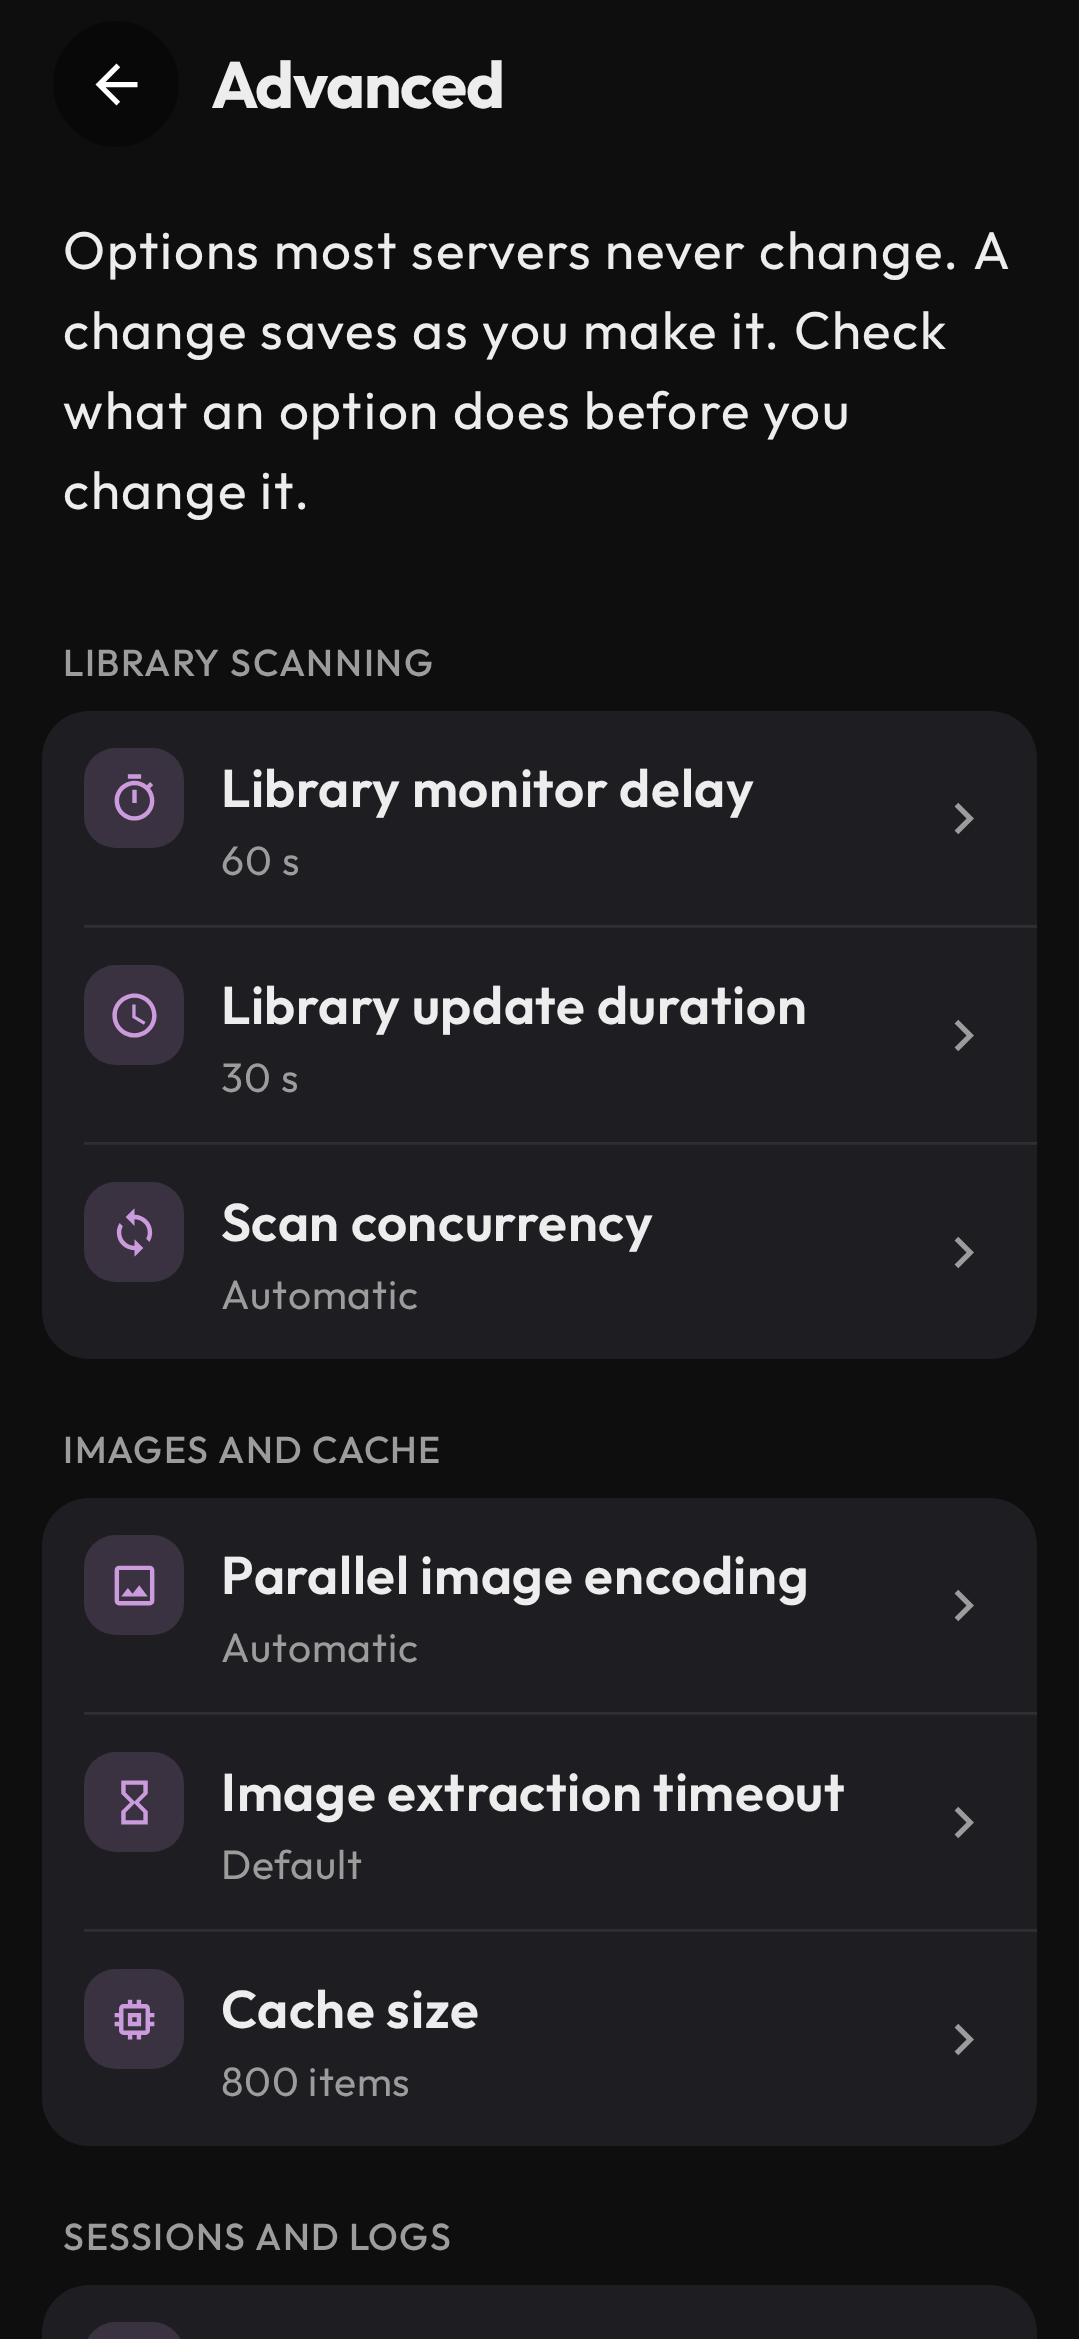 Advanced
Options most servers never change. A
change saves as you make it. Check
what an option does before you
change it.
LIBRARY SCANNING
Library monitor delay
60 s
Library update duration
30 s
Scan concurrency
Automatic
IMAGES AND CACHE
Parallel image encoding
Automatic
Image extraction timeout
Default
Cache size
800 items
SESSIONS AND LOGS